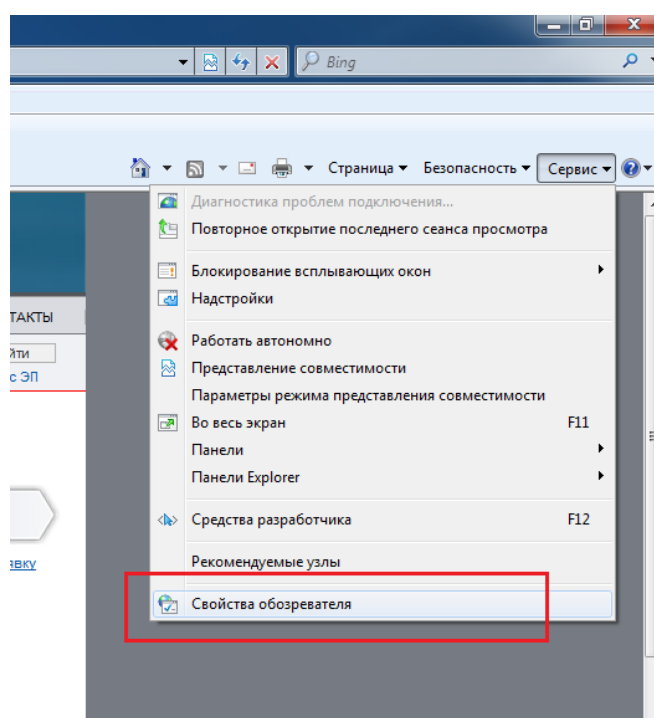 Bing
Страница Безопасность Сервис
Диагностика проблем подключения...
Повторное открытие последнего сеанса просмотра
Блокирование всплывающих окон
Надстройки
ТАКТЫ
Работать автономно
йти
Представление совместимости
с ЭП
Параметры режима представления совместимости
Во весь экран F11
Панели
Панели Explorer
Средства разработчика F12
явку
Рекомендуемые узлы
Свойства обозревателя